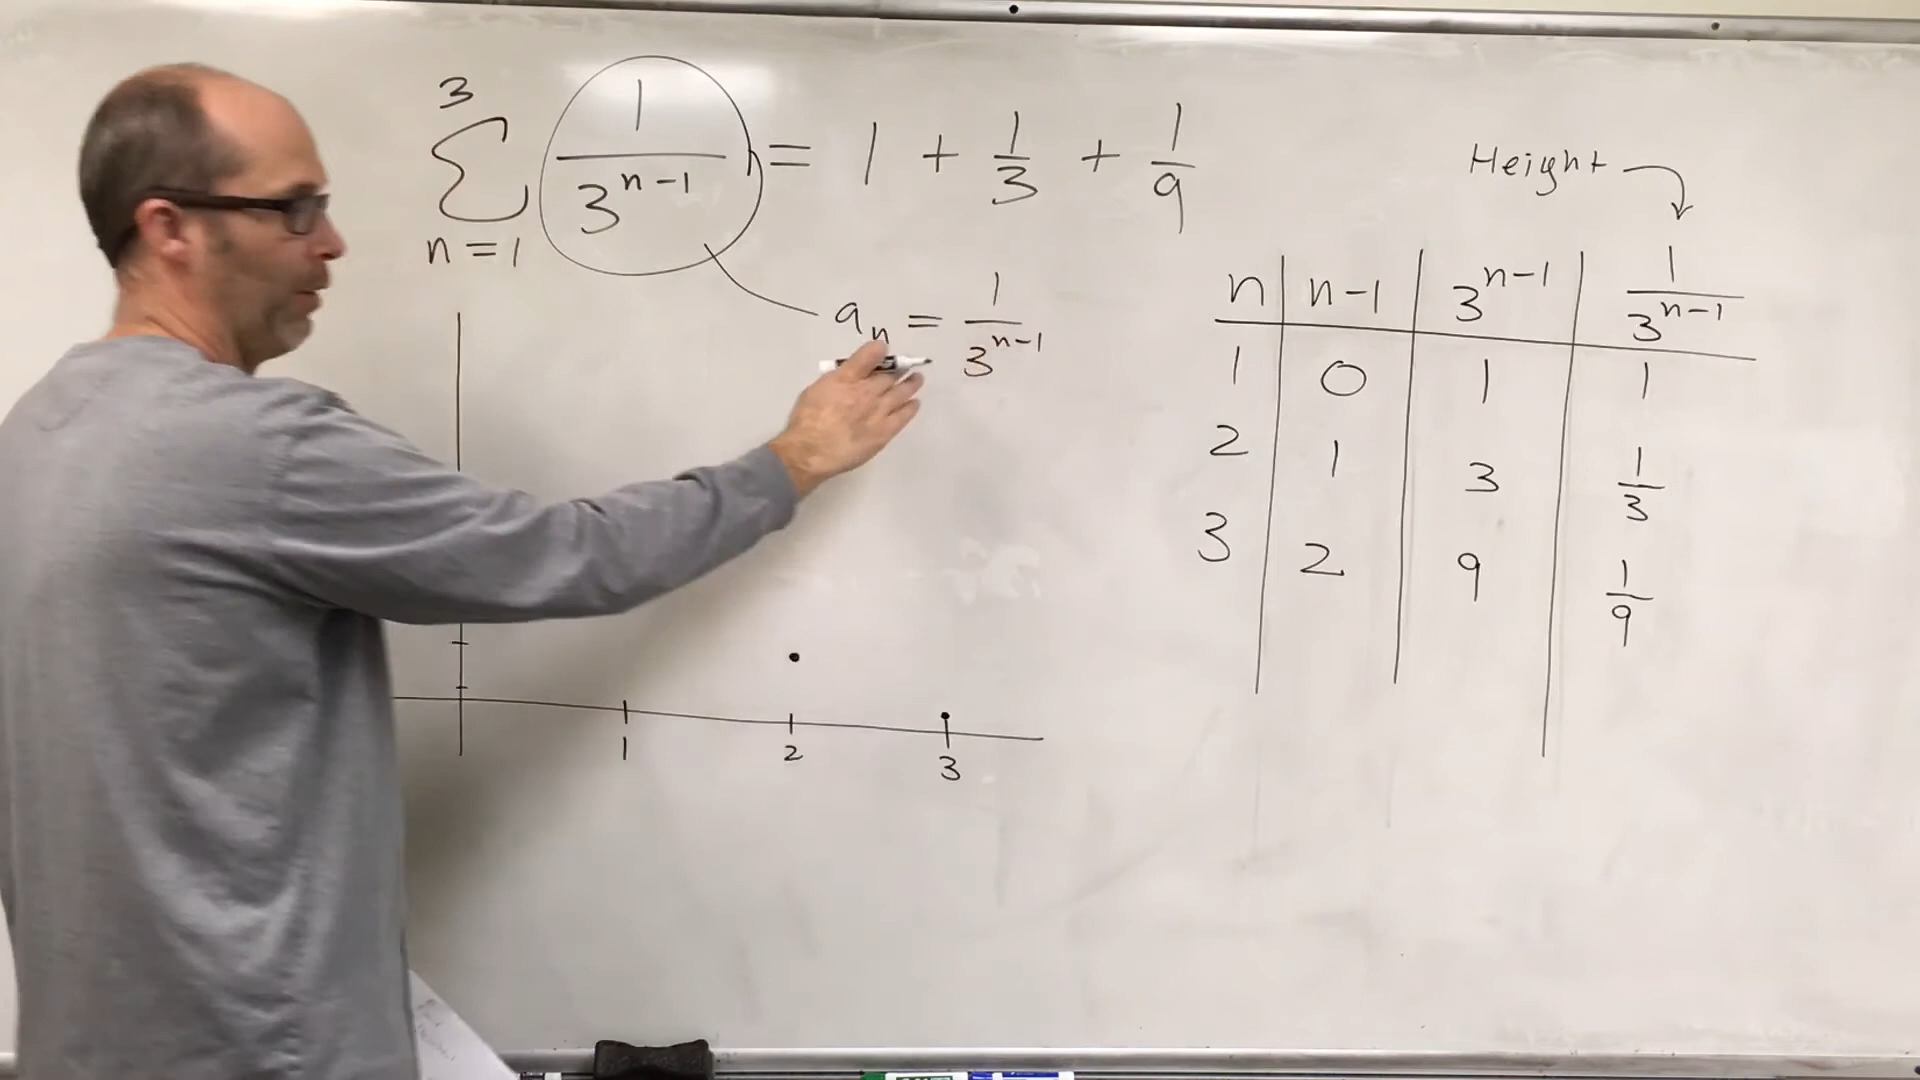 3
∑ 1/3^(n-1) = 1 + 1/3 + 1/9
n=1
a_n = 1/3^(n-1)
Height
n | n-1 | 3^(n-1) | 1/3^(n-1)
1 | 0 | 1 | 1
2 | 1 | 3 | 1/3
3 | 2 | 9 | 1/9
1 2 3